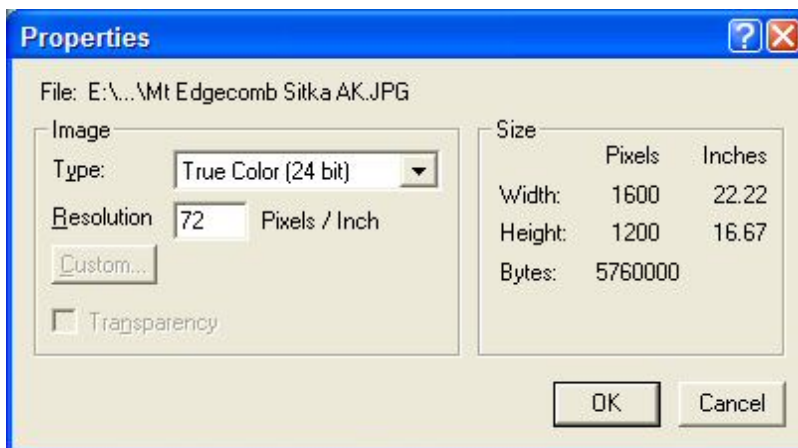 Properties
File: E:\...\Mt Edgecomb Sitka AK.JPG
Image
Type: True Color (24 bit)
Resolution 72 Pixels / Inch
Custom...
Transparency
Size
Pixels Inches
Width: 1600 22.22
Height: 1200 16.67
Bytes: 5760000
OK Cancel